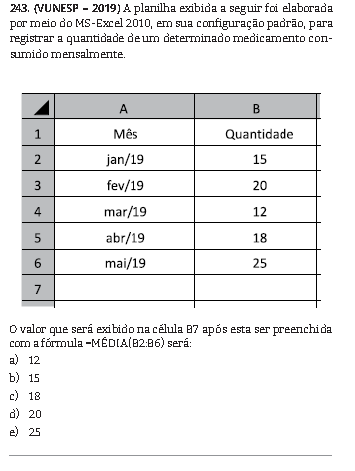 243. (VUNESP – 2019) A planilha exibida a seguir foi elaborada
por meio do MS-Excel 2010, em sua configuração padrão, para
registrar a quantidade de um determinado medicamento con-
sumido mensalmente.
A B
1 Mês Quantidade
2 jan/19 15
3 fev/19 20
4 mar/19 12
5 abr/19 18
6 mai/19 25
7
O valor que será exibido na célula B7 após esta ser preenchida
com a fórmula =MÉDIA(B2:B6) será:
a) 12
b) 15
c) 18
d) 20
e) 25